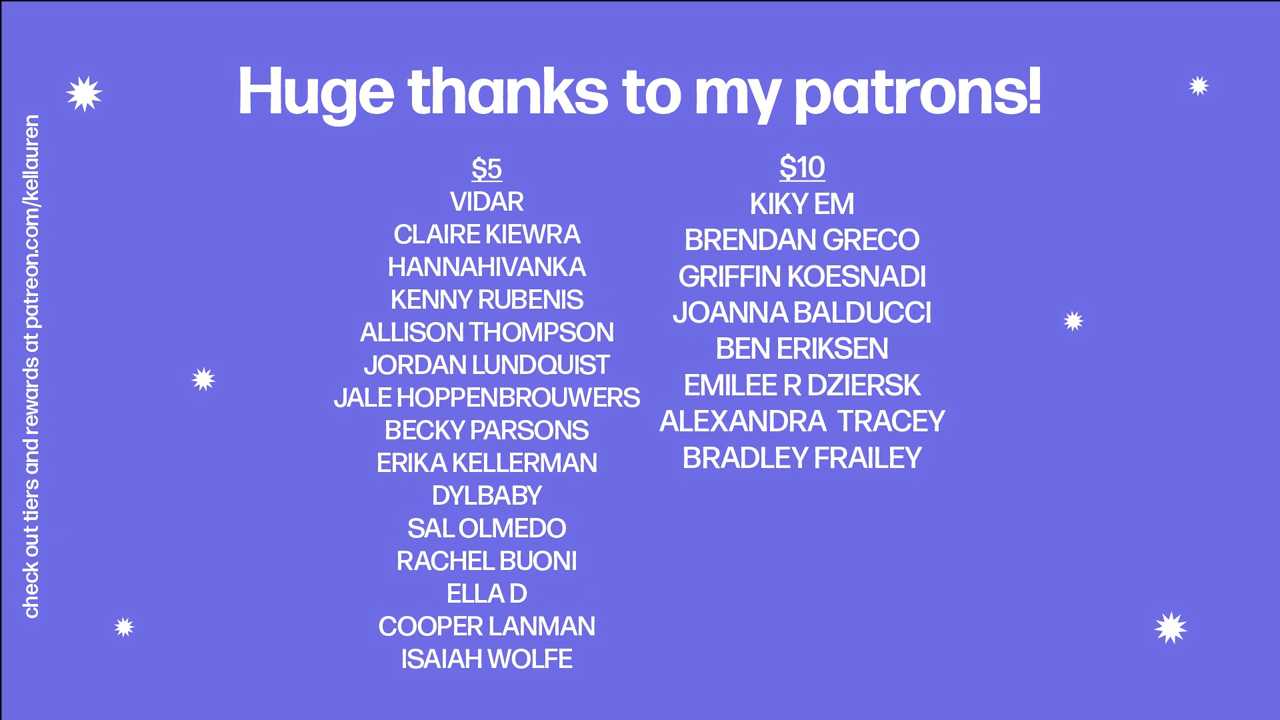 Huge thanks to my patrons!
$5
VIDAR
CLAIRE KIEWRA
HANNAHIVANKA
KENNY RUBENIS
ALLISON THOMPSON
JORDAN LUNDQUIST
JALE HOPPENBROUWERS
BECKY PARSONS
ERIKA KELLERMAN
DYLBABY
SAL OLMEDO
RACHEL BUONI
ELLA D
COOPER LANMAN
ISAIAH WOLFE
$10
KIKY EM
BRENDAN GRECO
GRIFFIN KOESNADI
JOANNA BALDUCCI
BEN ERIKSEN
EMILEE R DZIERSK
ALEXANDRA  TRACEY
BRADLEY FRAILEY
check out tiers and rewards at patreon.com/kellauren